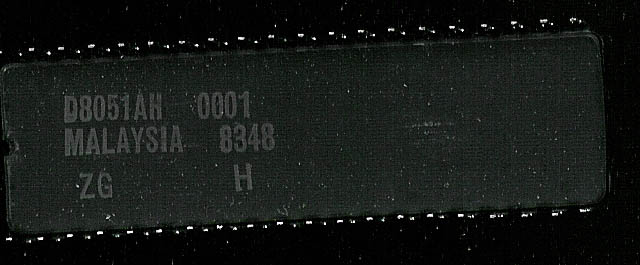 D8051AH 0001
MALAYSIA 8348
ZG H